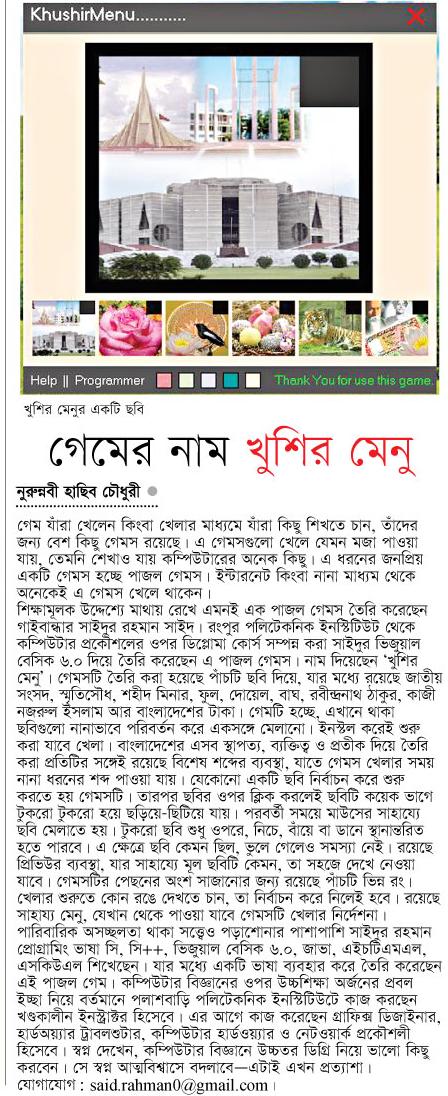 KhushirMenu...........
Help || Programmer
Thank You for use this game.
খুশির মেনুর একটি ছবি
গেমের নাম খুশির মেনু
নুরুন্নবী হাছিব চৌধুরী
গেম যাঁরা খেলেন কিংবা খেলার মাধ্যমে যাঁরা কিছু শিখতে চান, তাঁদের
জন্য বেশ কিছু গেমস রয়েছে। এ গেমসগুলো খেলে যেমন মজা পাওয়া
যায়, তেমনি শেখাও যায় কম্পিউটারের অনেক কিছু। এ ধরনের জনপ্রিয়
একটি গেমস হচ্ছে পাজল গেমস। ইন্টারনেট কিংবা নানা মাধ্যম থেকে
অনেকেই এ গেমস খেলে থাকেন।
শিক্ষামূলক উদ্দেশ্যে মাথায় রেখে এমনই এক পাজল গেমস তৈরি করেছেন
গাইবান্ধার সাইদুর রহমান সাইদ। রংপুর পলিটেকনিক ইনস্টিটিউট থেকে
কম্পিউটার প্রকৌশলের ওপর ডিপ্লোমা কোর্স সম্পন্ন করা সাইদুর ভিজুয়াল
বেসিক ৬.০ দিয়ে তৈরি করেছেন এ পাজল গেমস। নাম দিয়েছেন ‘খুশির
মেনু’। গেমসটি তৈরি করা হয়েছে পাঁচটি ছবি দিয়ে, যার মধ্যে রয়েছে জাতীয়
সংসদ, স্মৃতিসৌধ, শহীদ মিনার, ফুল, দোয়েল, বাঘ, রবীন্দ্রনাথ ঠাকুর, কাজী
নজরুল ইসলাম আর বাংলাদেশের টাকা। গেমটি হচ্ছে, এখানে থাকা
ছবিগুলো নানাভাবে পরিবর্তন করে একসঙ্গে মেলানো। ইনস্টল করেই শুরু
করা যাবে খেলা। বাংলাদেশের এসব স্থাপত্য, ব্যক্তিত্ব ও প্রতীক দিয়ে তৈরি
করা প্রতিটির সঙ্গেই রয়েছে বিশেষ শব্দের ব্যবস্থা, যাতে গেমস খেলার সময়
নানা ধরনের শব্দ পাওয়া যায়। যেকোনো একটি ছবি নির্বাচন করে শুরু
করতে হয় গেমসটি। তারপর ছবির ওপর ক্লিক করলেই ছবিটি কয়েক ভাগে
টুকরো টুকরো হয়ে ছড়িয়ে-ছিটিয়ে যায়। পরবর্তী সময়ে মাউসের সাহায্যে
ছবি মেলাতে হয়। টুকরো ছবি শুধু ওপরে, নিচে, বাঁয়ে বা ডানে স্থানান্তরিত
হতে পারবে। এ ক্ষেত্রে ছবি কেমন ছিল, ভুলে গেলেও সমস্যা নেই। রয়েছে
প্রিভিউর ব্যবস্থা, যার সাহায্যে মূল ছবিটি কেমন, তা সহজে দেখে নেওয়া
যাবে। গেমসটির পেছনের অংশ সাজানোর জন্য রয়েছে পাঁচটি ভিন্ন রং।
খেলার শুরুতে কোন রঙে দেখতে চান, তা নির্বাচন করে নিলেই হবে। রয়েছে
সাহায্য মেনু, যেখান থেকে পাওয়া যাবে গেমসটি খেলার নির্দেশনা।
পারিবারিক অসচ্ছলতা থাকা সত্ত্বেও পড়াশোনার পাশাপাশি সাইদুর রহমান
প্রোগ্রামিং ভাষা সি, সি++, ভিজুয়াল বেসিক ৬.০, জাভা, এইচটিএমএল,
এসকিউএল শিখেছেন। যার মধ্যে একটি ভাষা ব্যবহার করে তৈরি করেছেন
এই পাজল গেম। কম্পিউটার বিজ্ঞানের ওপর উচ্চশিক্ষা অর্জনের প্রবল
ইচ্ছা নিয়ে বর্তমানে পলাশবাড়ি পলিটেকনিক ইনস্টিটিউটে কাজ করছেন
খণ্ডকালীন ইনস্ট্রাক্টর হিসেবে। এর আগে কাজ করেছেন গ্রাফিক্স ডিজাইনার,
হার্ডঅয়্যার ট্রাবলশুটার, কম্পিউটার হার্ডওয়্যার ও নেটওয়ার্ক প্রকৌশলী
হিসেবে। স্বপ্ন দেখেন, কম্পিউটার বিজ্ঞানে উচ্চতর ডিগ্রি নিয়ে ভালো কিছু
করবেন। সে স্বপ্ন আত্মবিশ্বাসে বদলাবে—এটাই এখন প্রত্যাশা।
যোগাযোগ : said.rahman0@gmail.com।